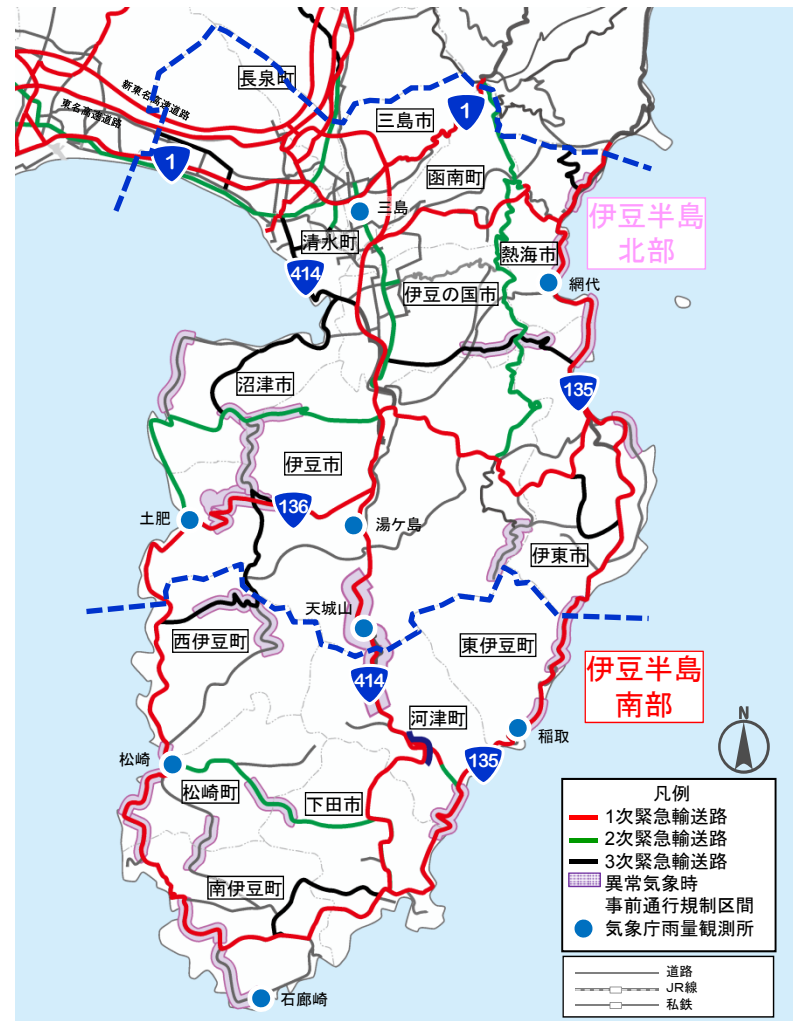 長泉町
新東名高速道路
東名高速道路
1
三島市
1
函南町
三島
清水町
414
伊豆半島
北部
熱海市
網代
伊豆の国市
沼津市
135
伊豆市
136
土肥
湯ケ島
伊東市
天城山
西伊豆町
東伊豆町
伊豆半島
南部
414
河津町
稲取
N
松崎
135
松崎町
下田市
南伊豆町
石廊崎
凡例
1次緊急輸送路
2次緊急輸送路
3次緊急輸送路
異常気象時
事前通行規制区間
気象庁雨量観測所
道路
JR線
私鉄